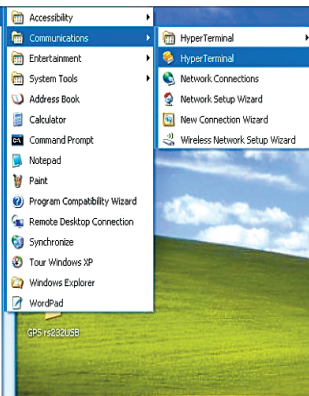 Accessibility
Communications
Entertainment
System Tools
Address Book
Calculator
Command Prompt
Notepad
Paint
Program Compatibility Wizard
Remote Desktop Connection
Synchronize
Tour Windows XP
Windows Explorer
WordPad
HyperTerminal
HyperTerminal
Network Connections
Network Setup Wizard
New Connection Wizard
Wireless Network Setup Wizard
GPS rs232USB